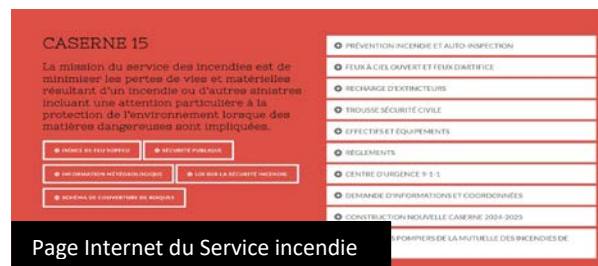 CASERNE 15
La mission du service des incendies est de
minimiser les pertes de vies et matérielles
résultant d'un incendie ou d'autres sinistres
incluant une attention particulière à la
protection de l'environnement lorsque des
matières dangereuses sont impliquées.
INDICE DU FEU SOPFEU
SÉCURITÉ PUBLIQUE
INFORMATION MÉTÉOROLOGIQUE
LOI SUR LA SÉCURITÉ INCENDIE
SCHÉMA DE COUVERTURE DE RISQUES
PRÉVENTION INCENDIE ET AUTO-INSPECTION
FEUX À CIEL OUVERT ET FEUX D'ARTIFICE
RECHARGE D'EXTINCTEURS
TROUSSE SÉCURITÉ CIVILE
EFFECTIFS ET ÉQUIPEMENTS
RÈGLEMENTS
CENTRE D'URGENCE 9-1-1
DEMANDE D'INFORMATIONS ET COORDONNÉES
CONSTRUCTION NOUVELLE CASERNE 2024-2025
POMPIERS DE LA MUTUELLE DES INCENDIES DE
Page Internet du Service incendie